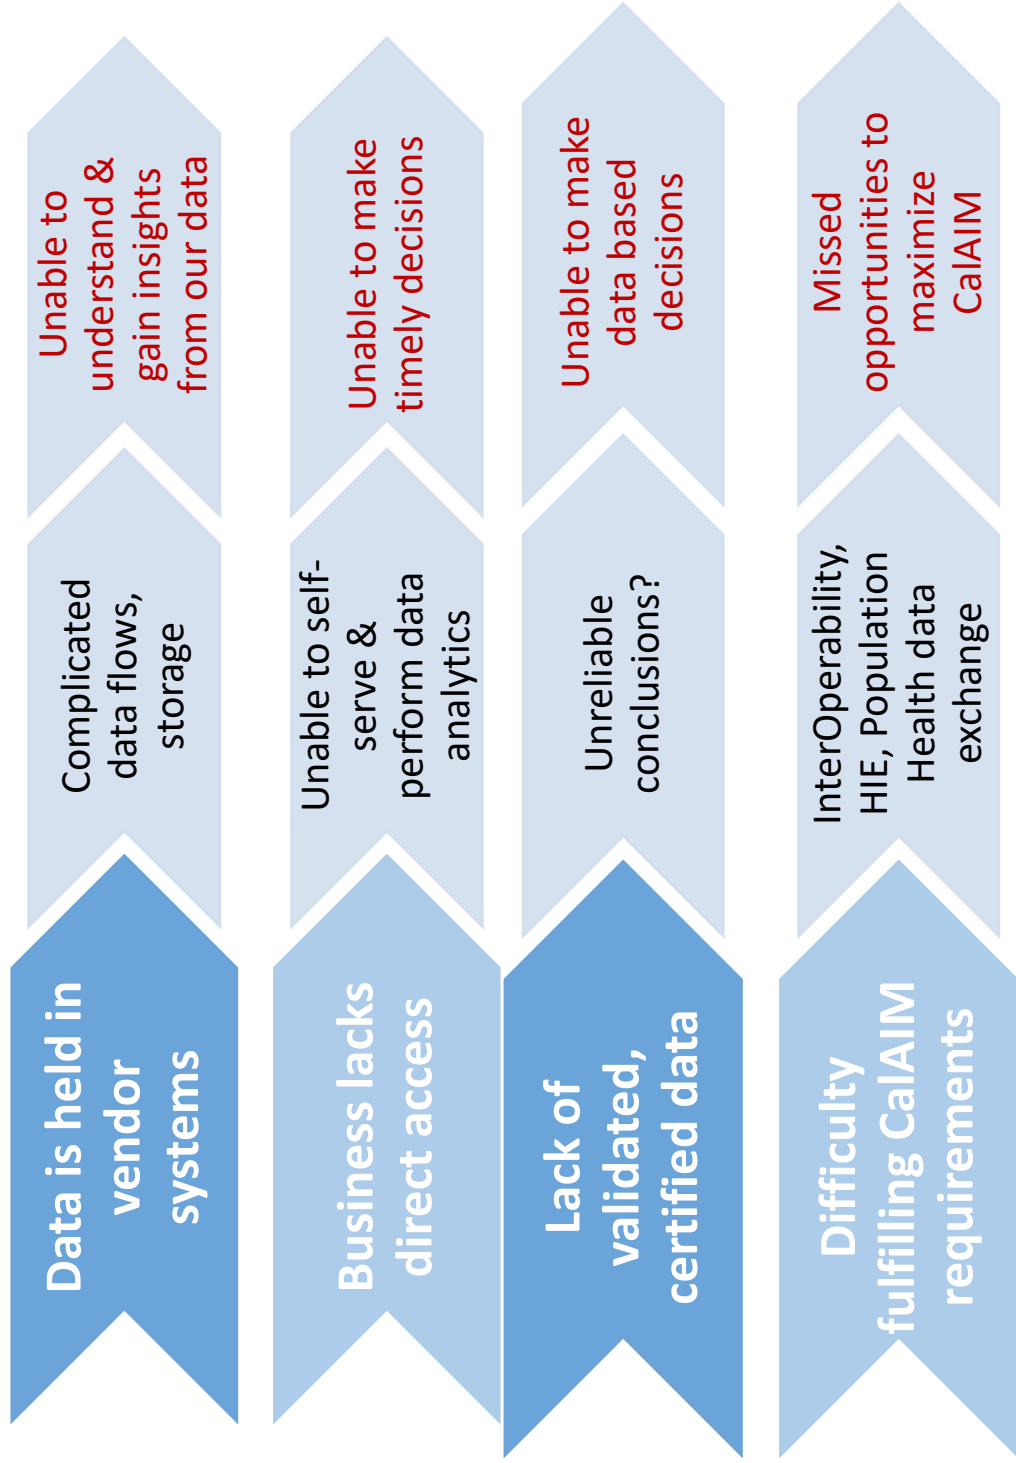 Data is held in
vendor
systems
Complicated
data flows,
storage
Unable to
understand &
gain insights
from our data
Business lacks
direct access
Unable to self-
serve &
perform data
analytics
Unable to make
timely decisions
Lack of
validated,
certified data
Unreliable
conclusions?
Unable to make
data based
decisions
Difficulty
fulfilling CalAIM
requirements
InterOperability,
HIE, Population
Health data
exchange
Missed
opportunities to
maximize
CalAIM